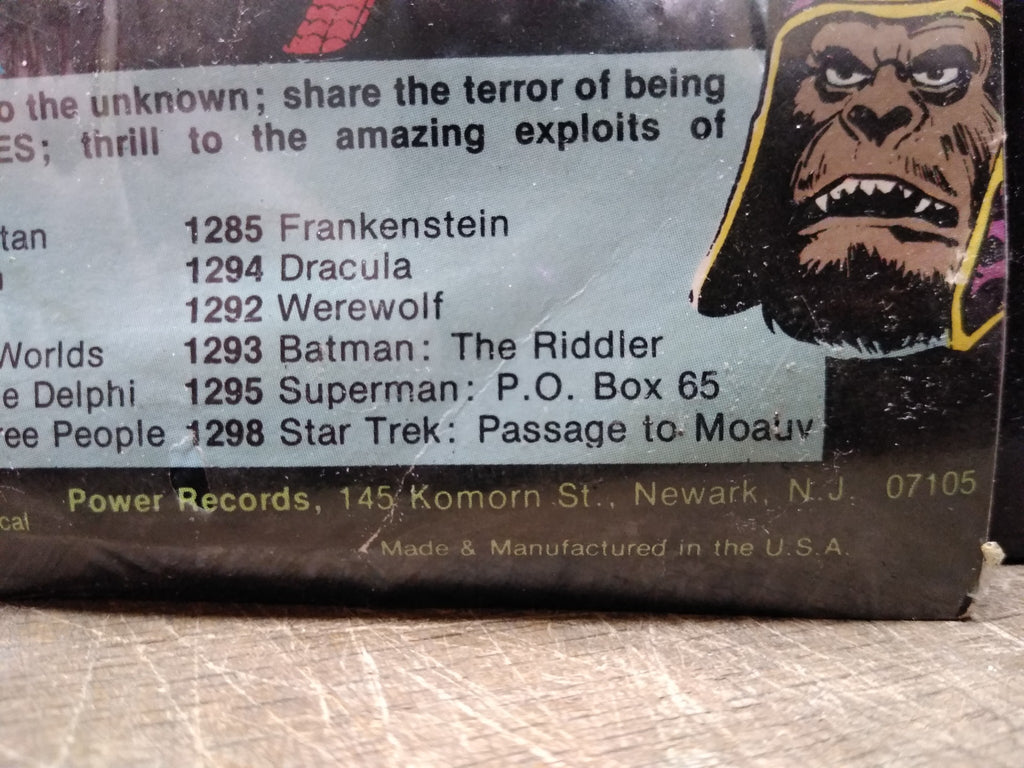 o the unknown; share the terror of being
ES; thrill to the amazing exploits of
tan 1285 Frankenstein
1294 Dracula
1292 Werewolf
Worlds 1293 Batman: The Riddler
e Delphi 1295 Superman: P.O. Box 65
ree People 1298 Star Trek: Passage to Moauv
Power Records, 145 Komorn St., Newark, N.J. 07105
cal
Made & Manufactured in the U.S.A.